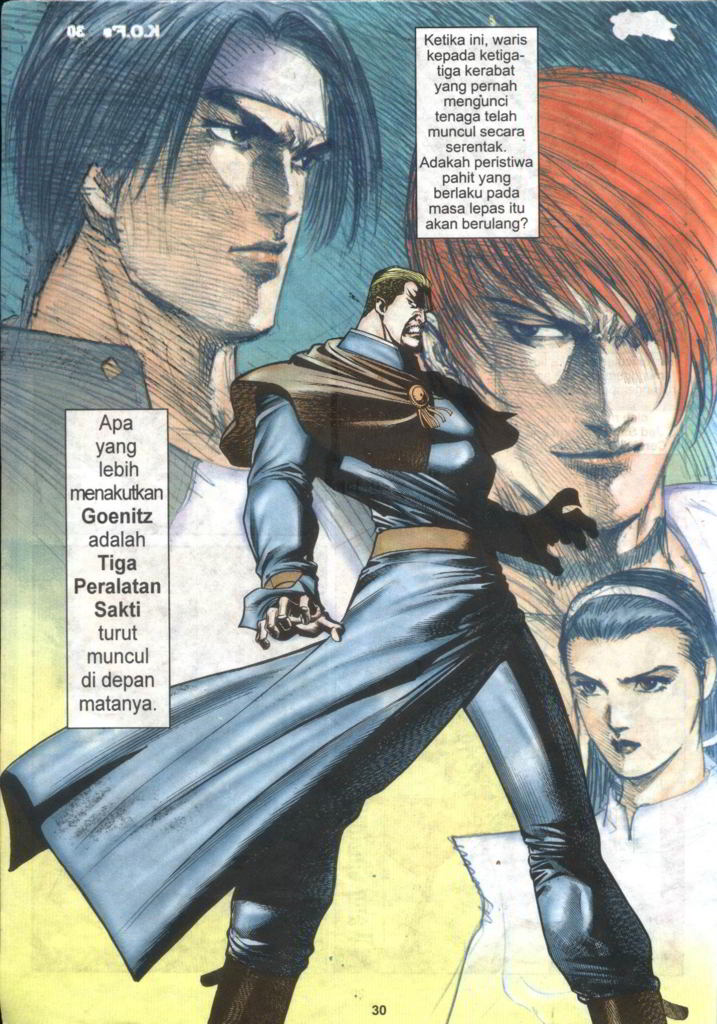 K.O.F's 30
Ketika ini, waris
kepada ketiga-
tiga kerabat
yang pernah
mengunci
tenaga telah
muncul secara
serentak.
Adakah peristiwa
pahit yang
berlaku pada
masa lepas itu
akan berulang?
Apa
yang
lebih
menakutkan
Goenitz
adalah
Tiga
Peralatan
Sakti
turut
muncul
di depan
matanya.
30